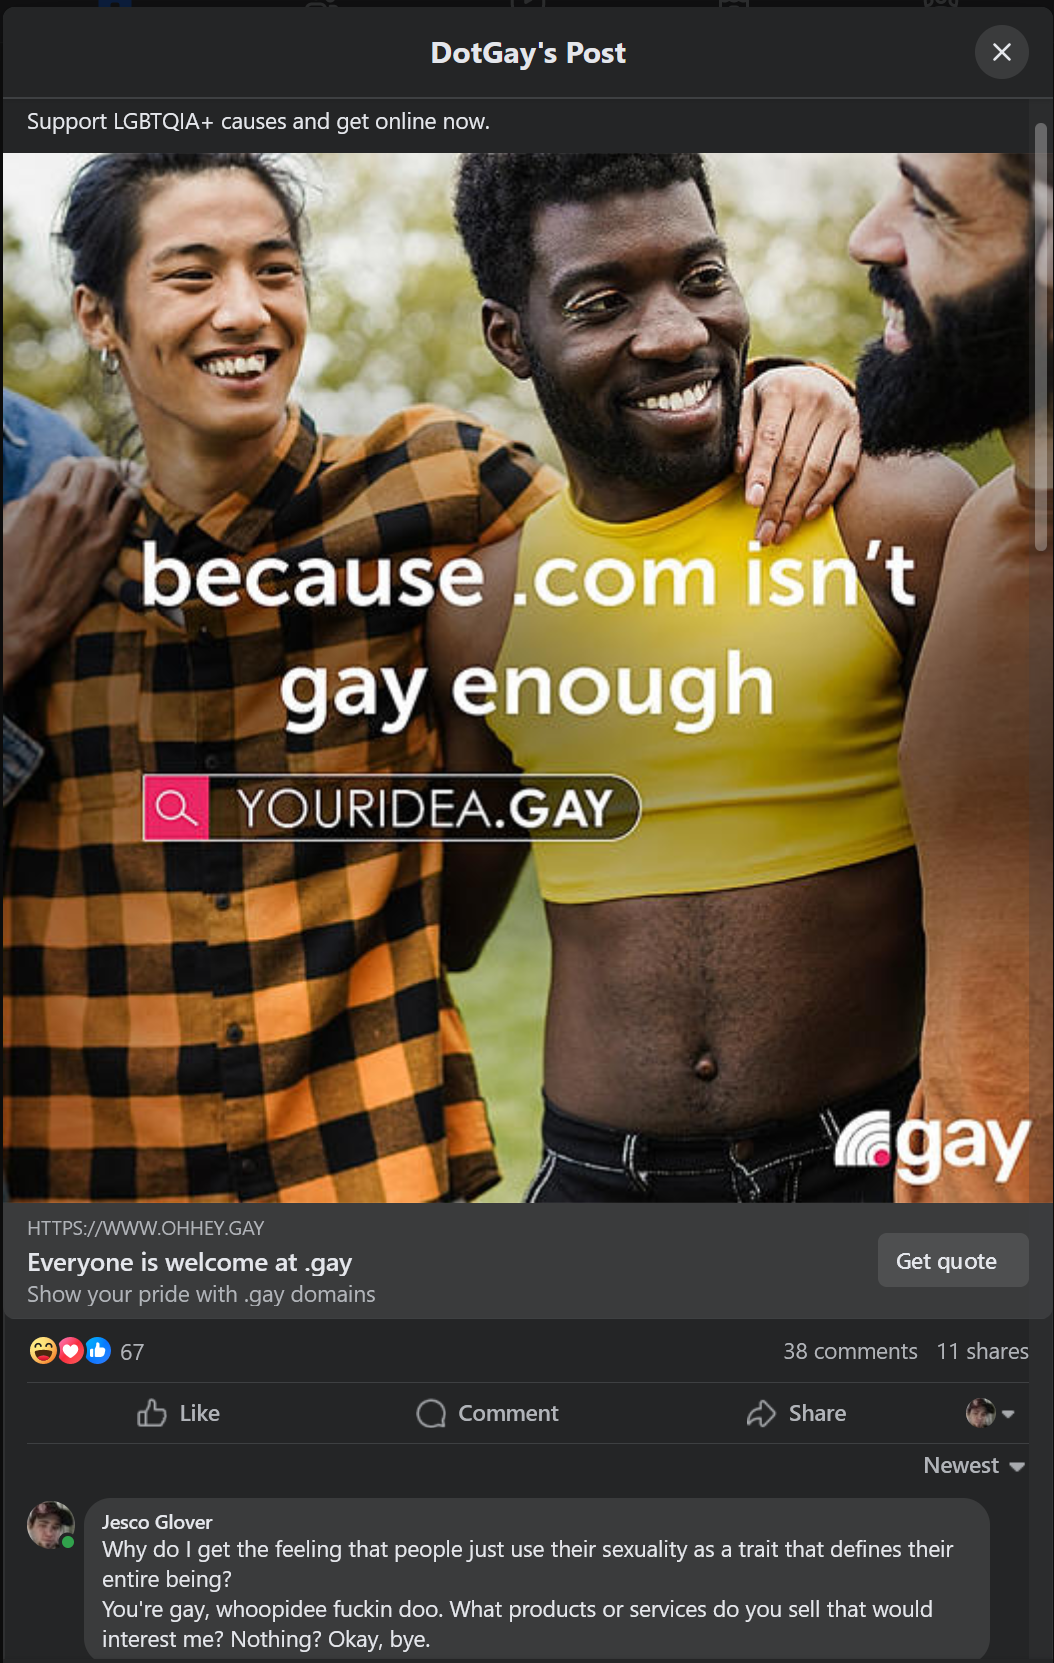 DotGay's Post
Support LGBTQIA+ causes and get online now.
because .com isn't
gay enough
YOURIDEA.GAY
gay
HTTPS://WWW.OHHEY.GAY
Everyone is welcome at .gay
Get quote
Show your pride with .gay domains
67
38 comments 11 shares
Like Comment Share
Newest
Jesco Glover
Why do I get the feeling that people just use their sexuality as a trait that defines their
entire being?
You're gay, whoopidee fuckin doo. What products or services do you sell that would
interest me? Nothing? Okay, bye.